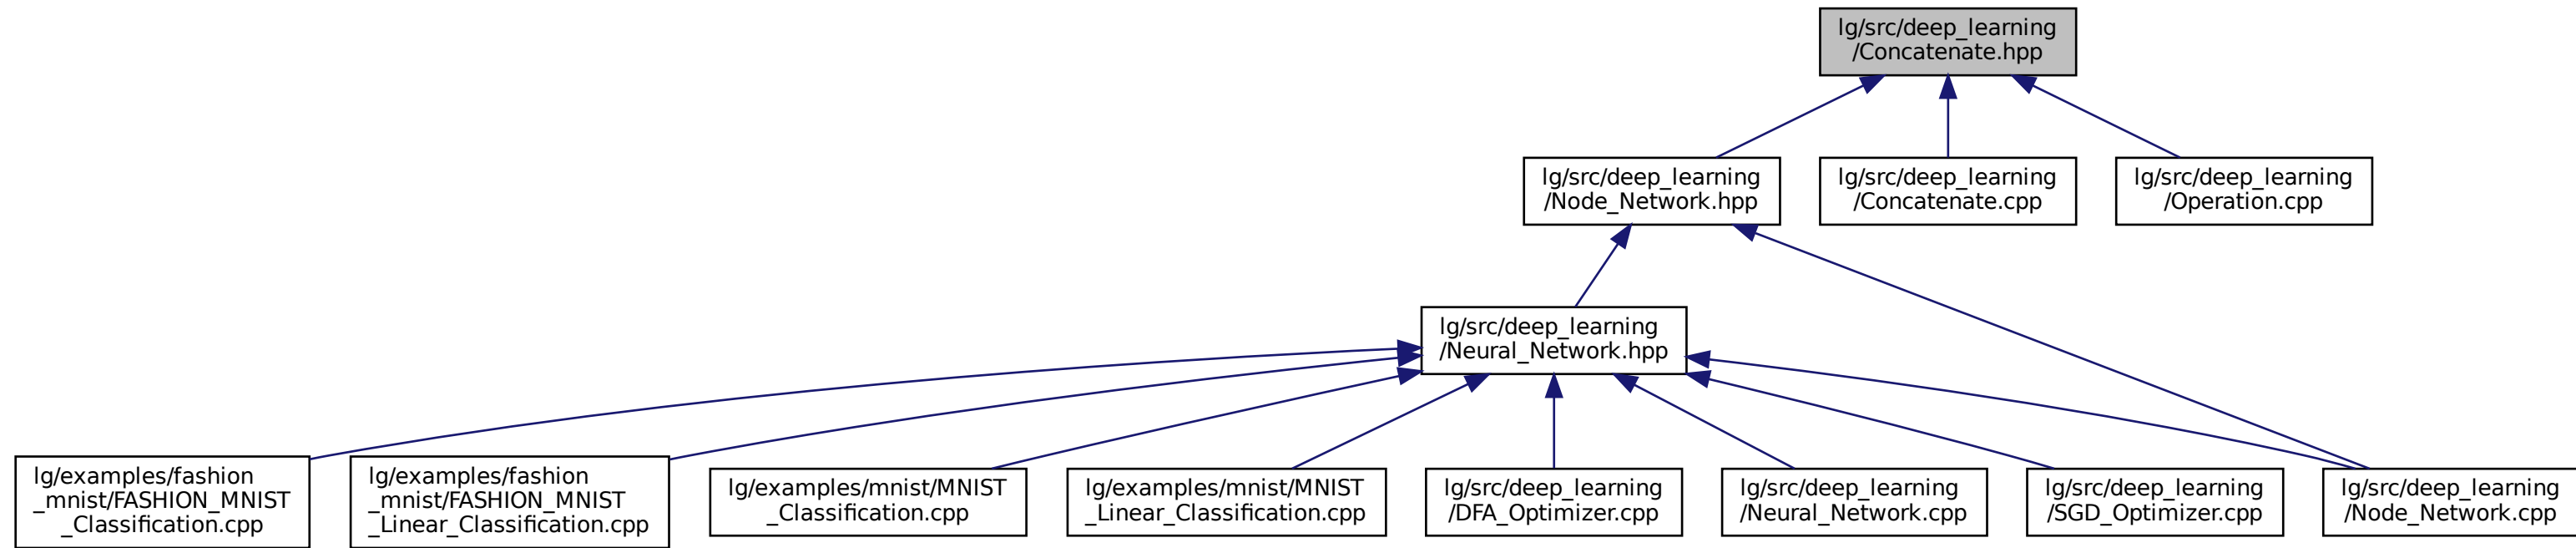 lg/src/deep_learning
/Concatenate.hpp
lg/src/deep_learning
/Node_Network.hpp
lg/src/deep_learning
/Concatenate.cpp
lg/src/deep_learning
/Operation.cpp
lg/src/deep_learning
/Neural_Network.hpp
lg/examples/fashion
_mnist/FASHION_MNIST
_Classification.cpp
lg/examples/fashion
_mnist/FASHION_MNIST
_Linear_Classification.cpp
lg/examples/mnist/MNIST
_Classification.cpp
lg/examples/mnist/MNIST
_Linear_Classification.cpp
lg/src/deep_learning
/DFA_Optimizer.cpp
lg/src/deep_learning
/Neural_Network.cpp
lg/src/deep_learning
/SGD_Optimizer.cpp
lg/src/deep_learning
/Node_Network.cpp